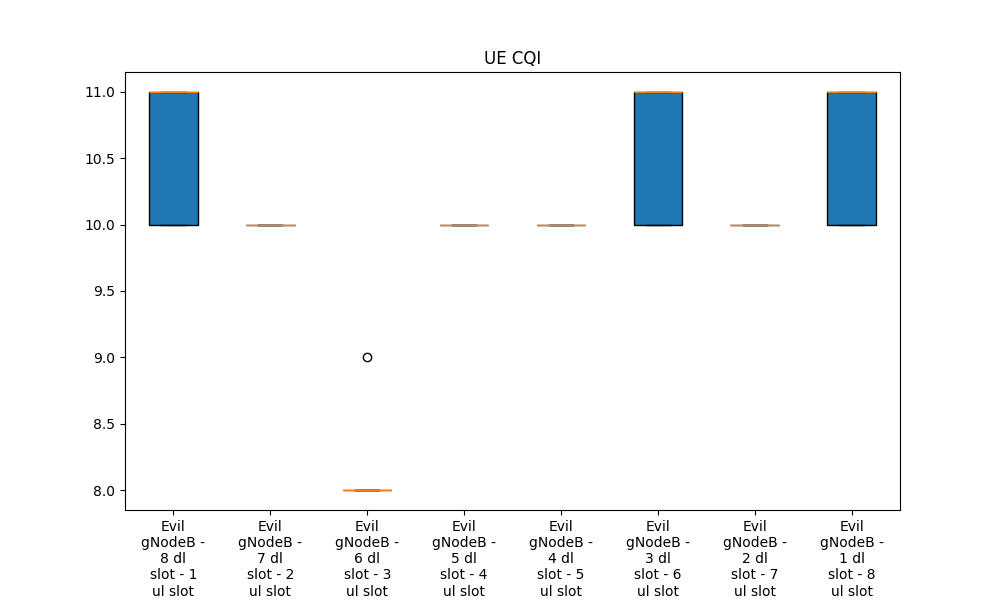 UE CQI
11.0
10.5
10.0
9.5
9.0
8.5
8.0
Evil
gNodeB -
8 dl
slot - 1
ul slot
Evil
gNodeB -
7 dl
slot - 2
ul slot
Evil
gNodeB -
6 dl
slot - 3
ul slot
Evil
gNodeB -
5 dl
slot - 4
ul slot
Evil
gNodeB -
4 dl
slot - 5
ul slot
Evil
gNodeB -
3 dl
slot - 6
ul slot
Evil
gNodeB -
2 dl
slot - 7
ul slot
Evil
gNodeB -
1 dl
slot - 8
ul slot